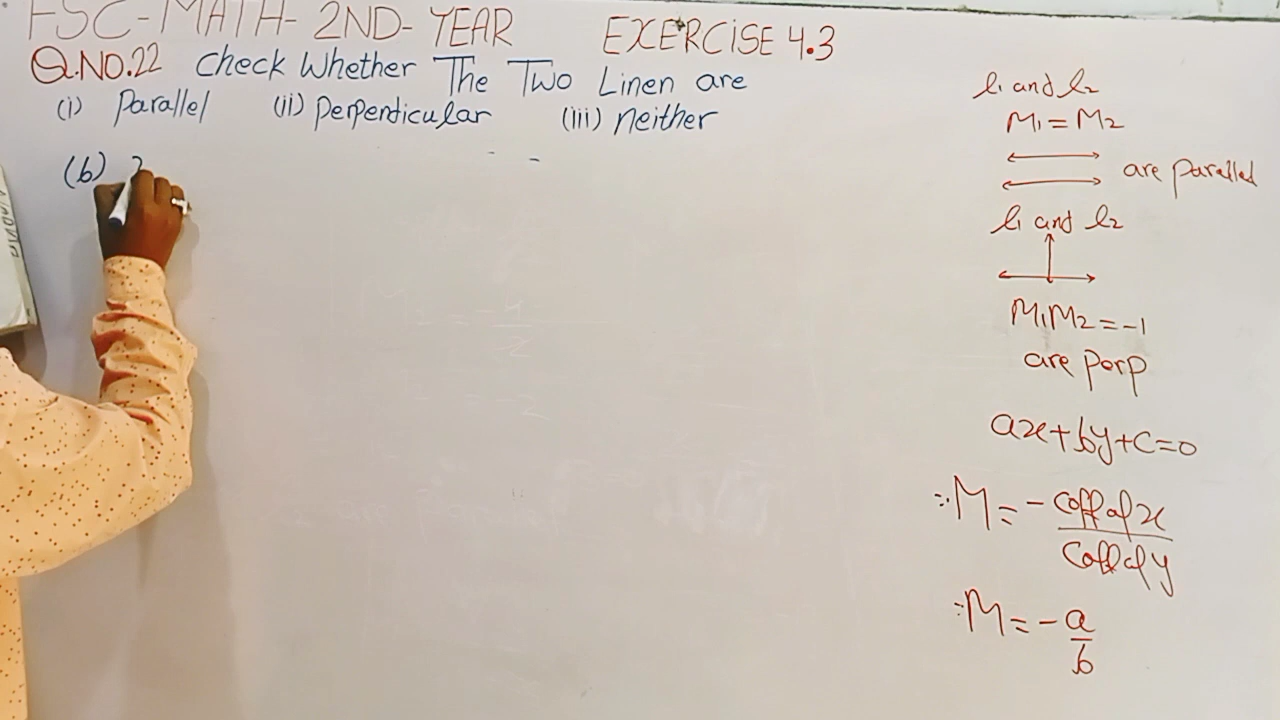 FSC-MATH-2ND-YEAR EXERCISE 4.3
Q.NO.22 Check Whether The Two Linen are
(i) Parallel (ii) Perpendicular (iii) neither
(b)
l₁ and l₂
M₁ = M₂
are paralled
l₁ and l₂
M₁M₂ = -1
are perp
ax+by+c=0
∴ M = - coff of x / coff of y
∴ M = - a / b